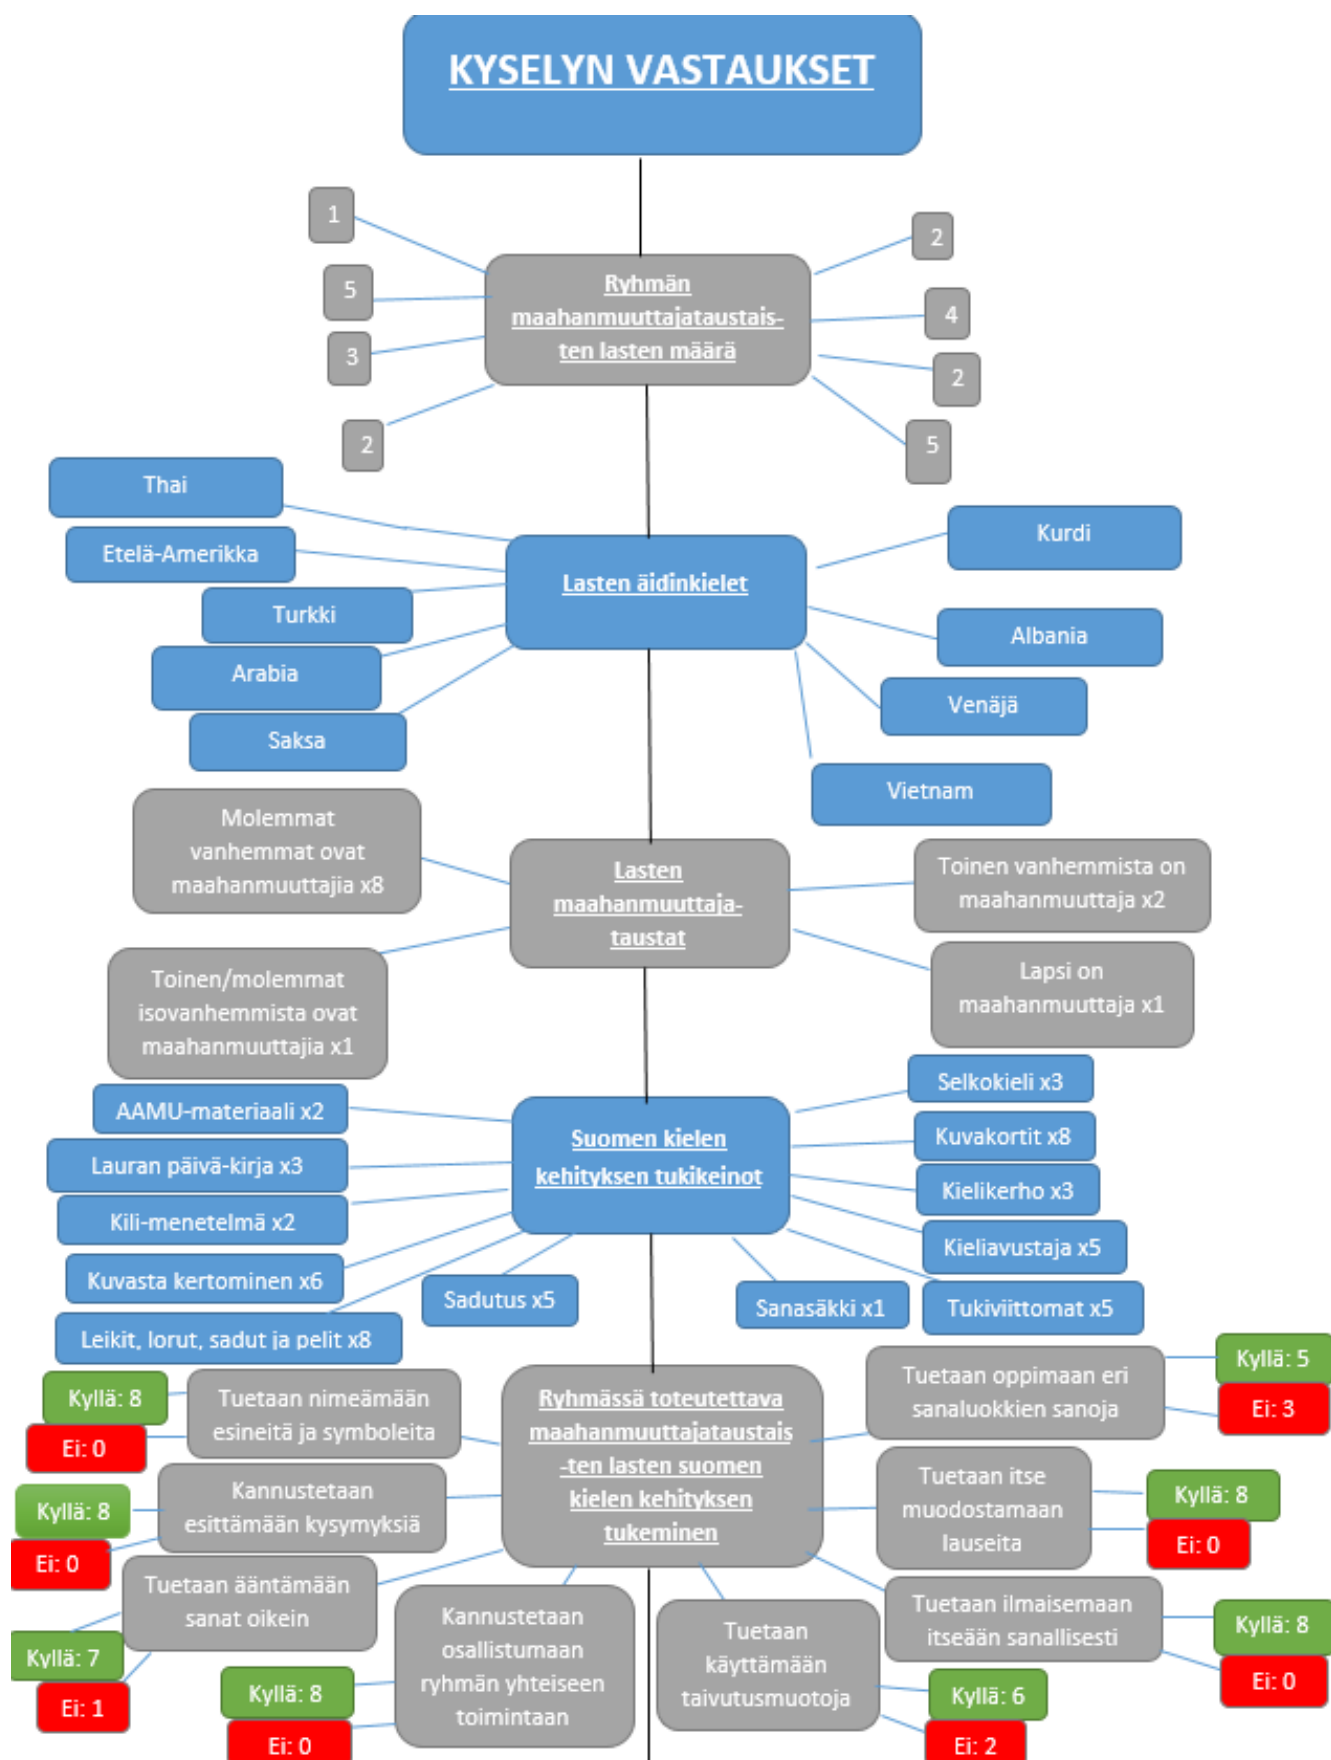 KYSELYN VASTAUKSET
1
5
3
2
Ryhmän
maahanmuuttajataustais-
ten lasten määrä
2
4
2
5
Thai
Etelä-Amerikka
Turkki
Arabia
Saksa
Lasten äidinkielet
Kurdi
Albania
Venäjä
Vietnam
Molemmat
vanhemmat ovat
maahanmuuttajia x8
Toinen/molemmat
isovanhemmista ovat
maahanmuuttajia x1
Lasten
maahanmuuttaja-
taustat
Toinen vanhemmista on
maahanmuuttaja x2
Lapsi on
maahanmuuttaja x1
AAMU-materiaali x2
Lauran päivä-kirja x3
Kili-menetelmä x2
Kuvasta kertominen x6
Leikit, lorut, sadut ja pelit x8
Sadutus x5
Suomen kielen
kehityksen tukikeinot
Selkokieli x3
Kuvakortit x8
Kielikerho x3
Kieliavustaja x5
Tukiviittomat x5
Sanasäkki x1
Kyllä: 8
Ei: 0
Tuetaan nimeämään
esineitä ja symboleita
Kyllä: 8
Ei: 0
Kannustetaan
esittämään kysymyksiä
Tuetaan ääntämään
sanat oikein
Kyllä: 7
Ei: 1
Ryhmässä toteutettava
maahanmuuttajataustais
-ten lasten suomen
kielen kehityksen
tukeminen
Tuetaan oppimaan eri
sanaluokkien sanoja
Kyllä: 5
Ei: 3
Tuetaan itse
muodostamaan
lauseita
Kyllä: 8
Ei: 0
Tuetaan ilmaisemaan
itseään sanallisesti
Kyllä: 8
Ei: 0
Kannustetaan
osallistumaan
ryhmän yhteiseen
toimintaan
Kyllä: 8
Ei: 0
Tuetaan
käyttämään
taivutusmuotoja
Kyllä: 6
Ei: 2